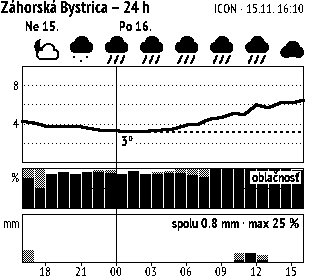 Záhorská Bystrica – 24 h ICON · 15.11. 16:10
Ne 15. Po 16.
8
4
3°
% oblačnosť
mm spolu 0.8 mm · max 25 %
18 21 00 03 06 09 12 15